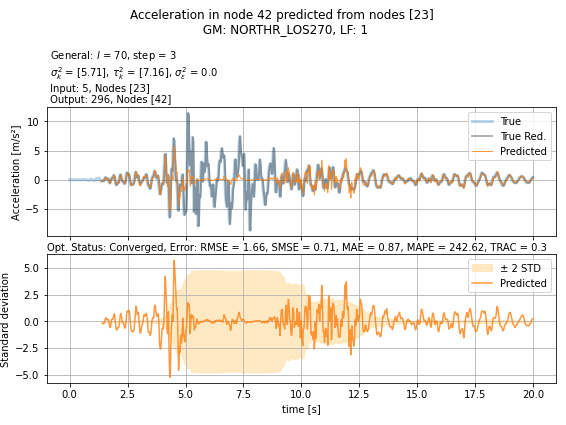 Acceleration in node 42 predicted from nodes [23]
GM: NORTHR_LOS270, LF: 1
General: l = 70, step = 3
σ²ₖ = [5.71], τ²ₖ = [7.16], σ²ε = 0.0
Input: 5, Nodes [23]
Output: 296, Nodes [42]
10
5
0
−5
Acceleration [m/s²]
True
True Red.
Predicted
Opt. Status: Converged, Error: RMSE = 1.66, SMSE = 0.71, MAE = 0.87, MAPE = 242.62, TRAC = 0.3
5.0
2.5
0.0
−2.5
−5.0
Standard deviation
± 2 STD
Predicted
0.0 2.5 5.0 7.5 10.0 12.5 15.0 17.5 20.0
time [s]